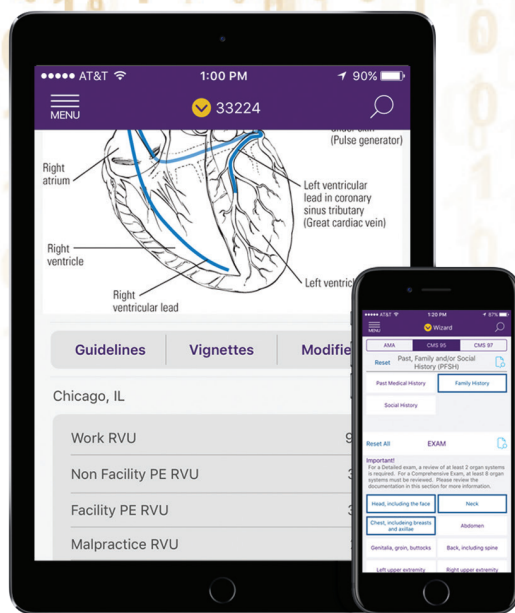 AT&T 1:00 PM 90%
MENU 33224
(Pulse generator)
Right
atrium
Left ventricular
lead in coronary
sinus tributary
(Great cardiac vein)
Right
ventricle
Left
Right
ventricular lead
Guidelines Vignettes
Chicago, IL
Work RVU
Non Facility PE RVU
Facility PE RVU
Malpractice RVU
AT&T 1:20 PM 87%
MENU Wizard
AMA CMS 95 CMS 97
Reset Past, Family and/or Social
History (PFSH)
Past Medical History Family History
Social History
Reset All EXAM
Important!
For a Detailed exam, a review of at least 2 organ systems
is required. For a Comprehensive Exam, at least 8 organ
systems must be reviewed. Please review the
documentation in this section for more information.
Head, including the face Neck
Chest, includeing breasts
and axillae
Abdomen
Genitalia, groin, buttocks Back, including spine
Left upper extremity Right upper extremity